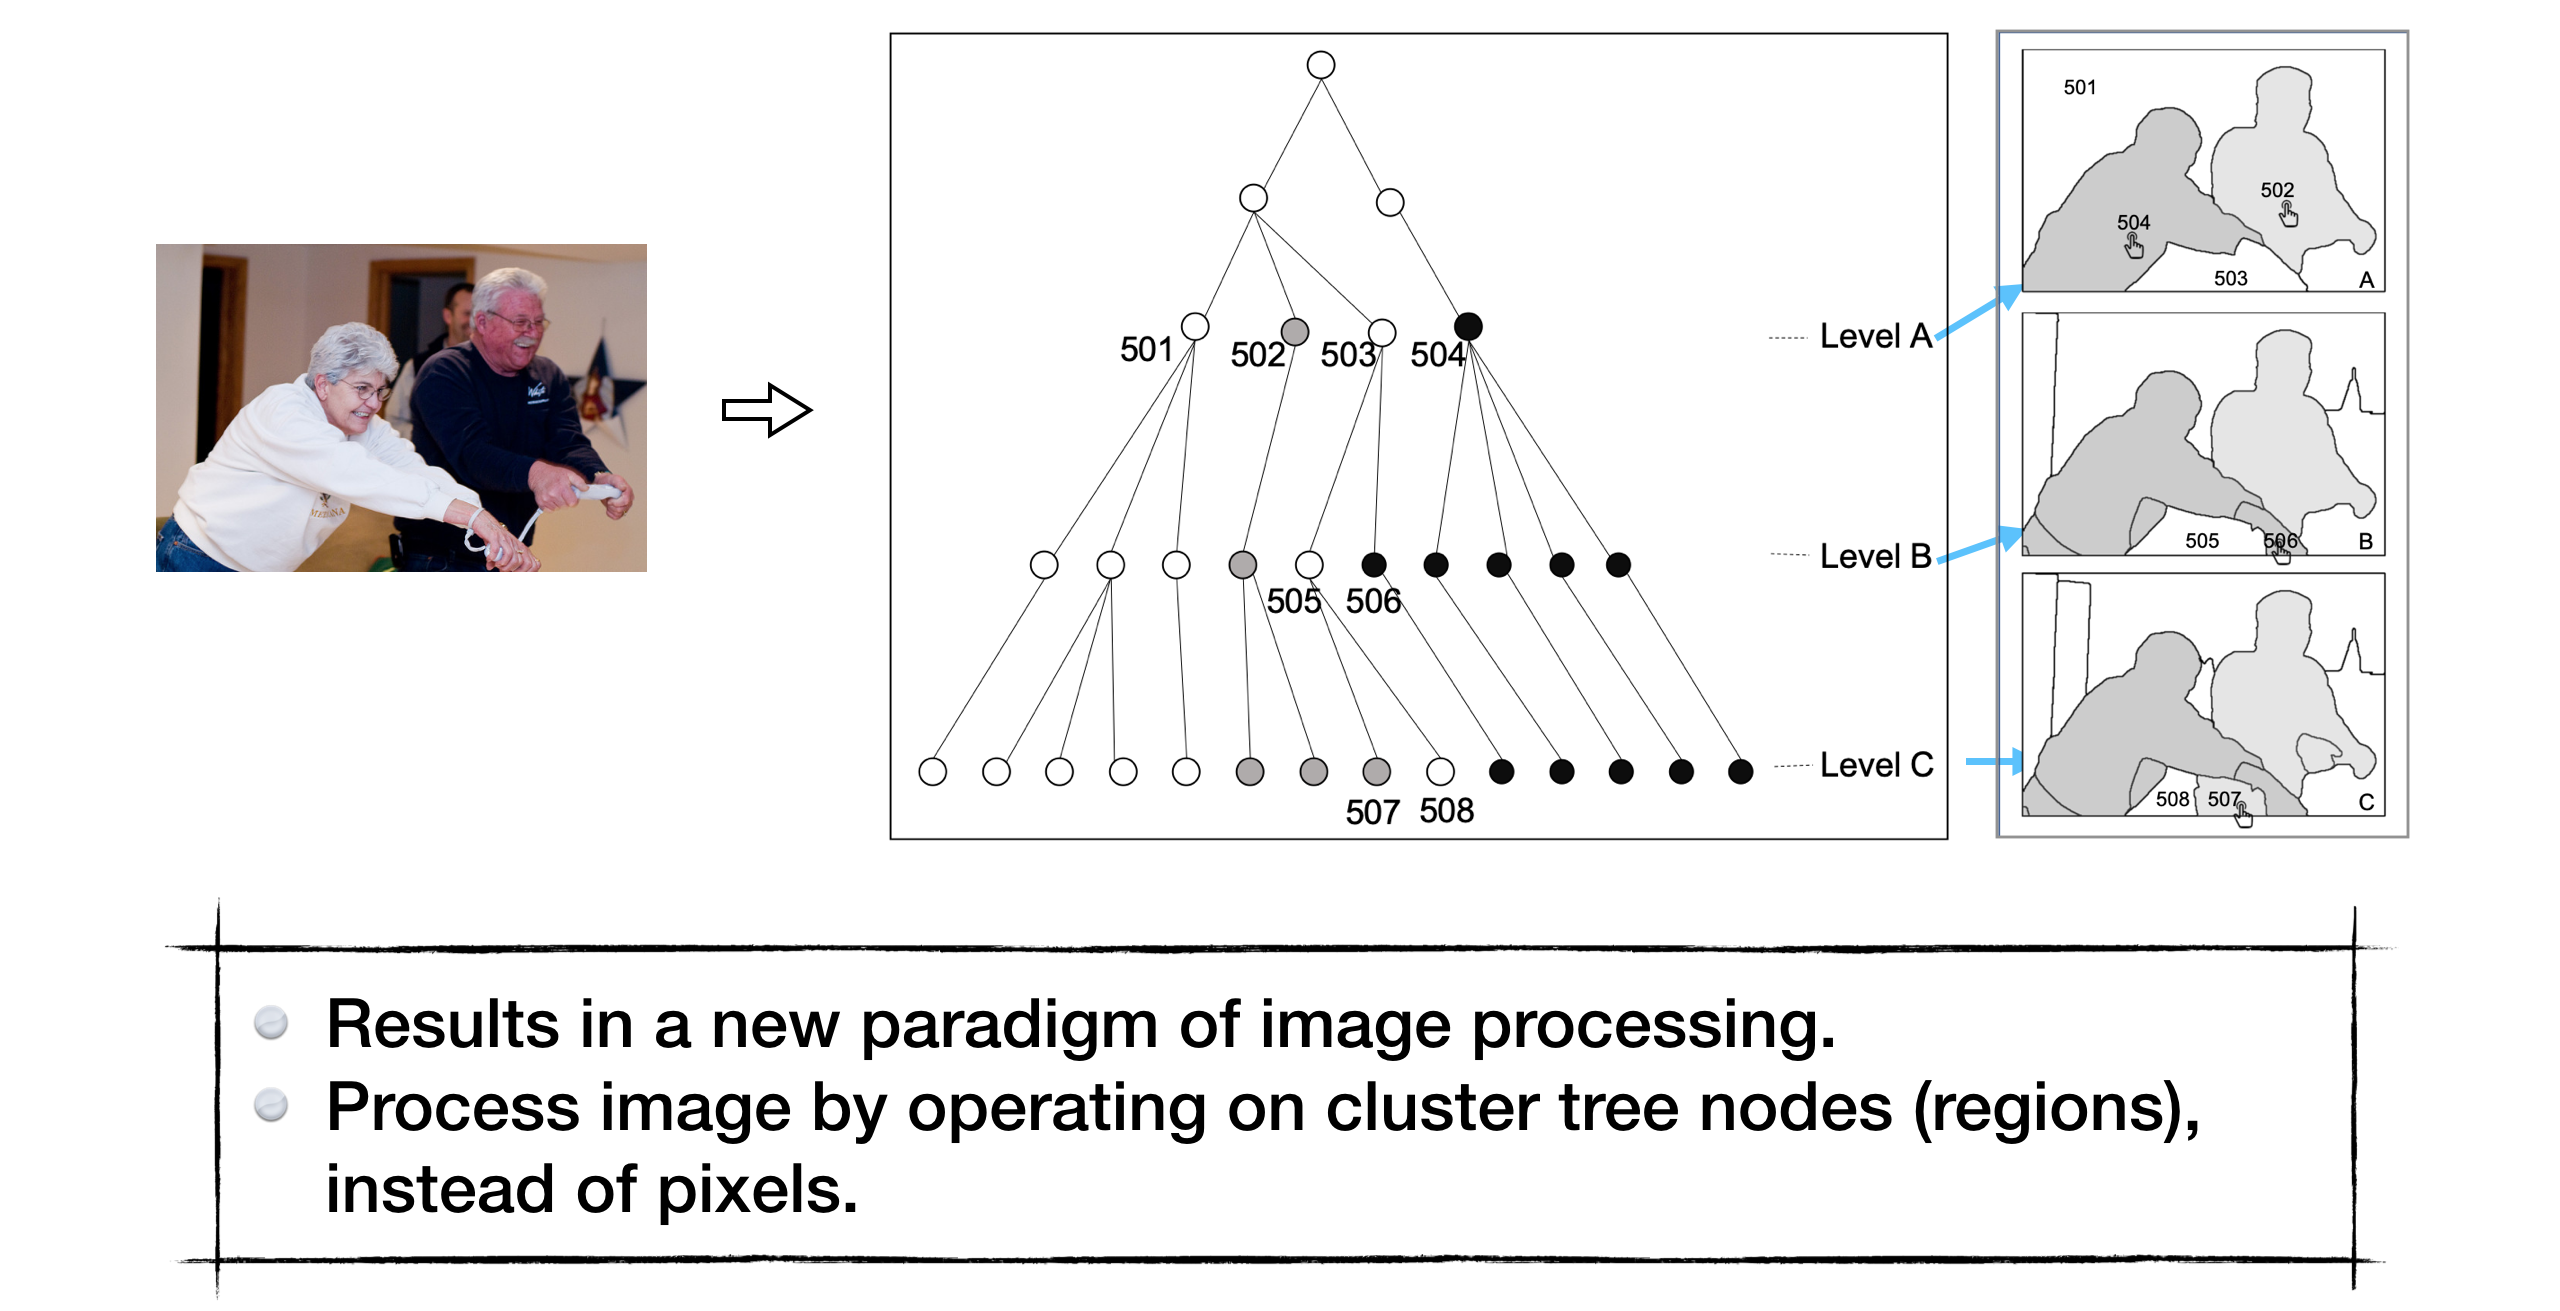 501
502
503
504
505
506
507
508
Level A
Level B
Level C
501
502
504
503
A
505
506
B
508
507
C
Results in a new paradigm of image processing.
Process image by operating on cluster tree nodes (regions),
instead of pixels.